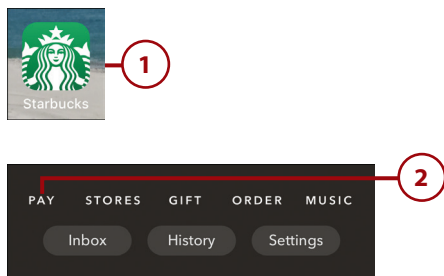 1
Starbucks
2
PAY STORES GIFT ORDER MUSIC
Inbox History Settings